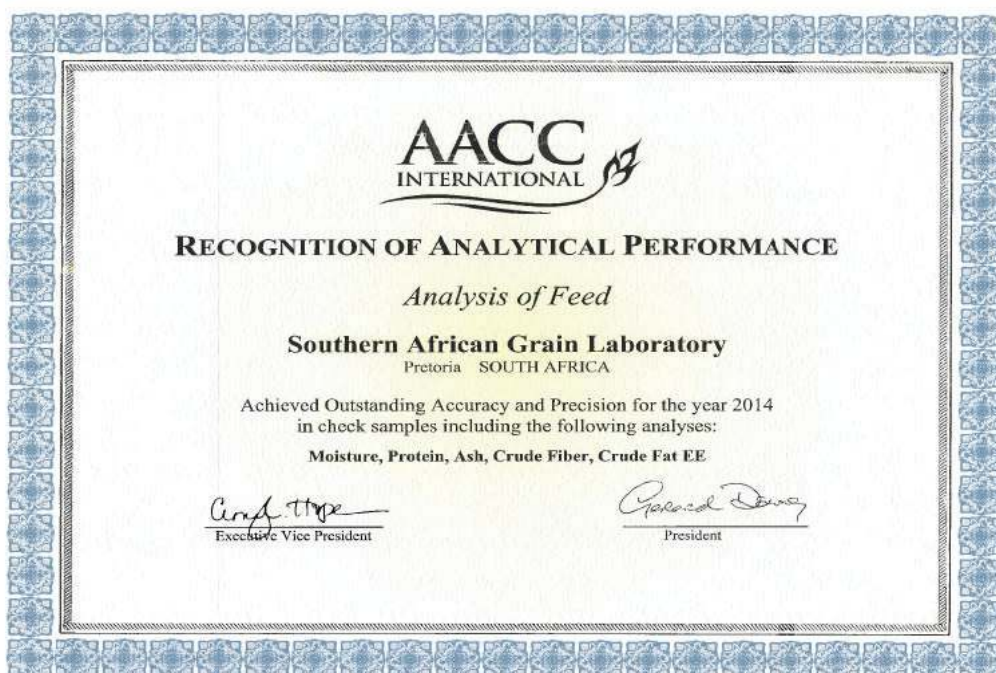 AACC
INTERNATIONAL
RECOGNITION OF ANALYTICAL PERFORMANCE
Analysis of Feed
Southern African Grain Laboratory
Pretoria SOUTH AFRICA
Achieved Outstanding Accuracy and Precision for the year 2014
in check samples including the following analyses:
Moisture, Protein, Ash, Crude Fiber, Crude Fat EE
Executive Vice President
President